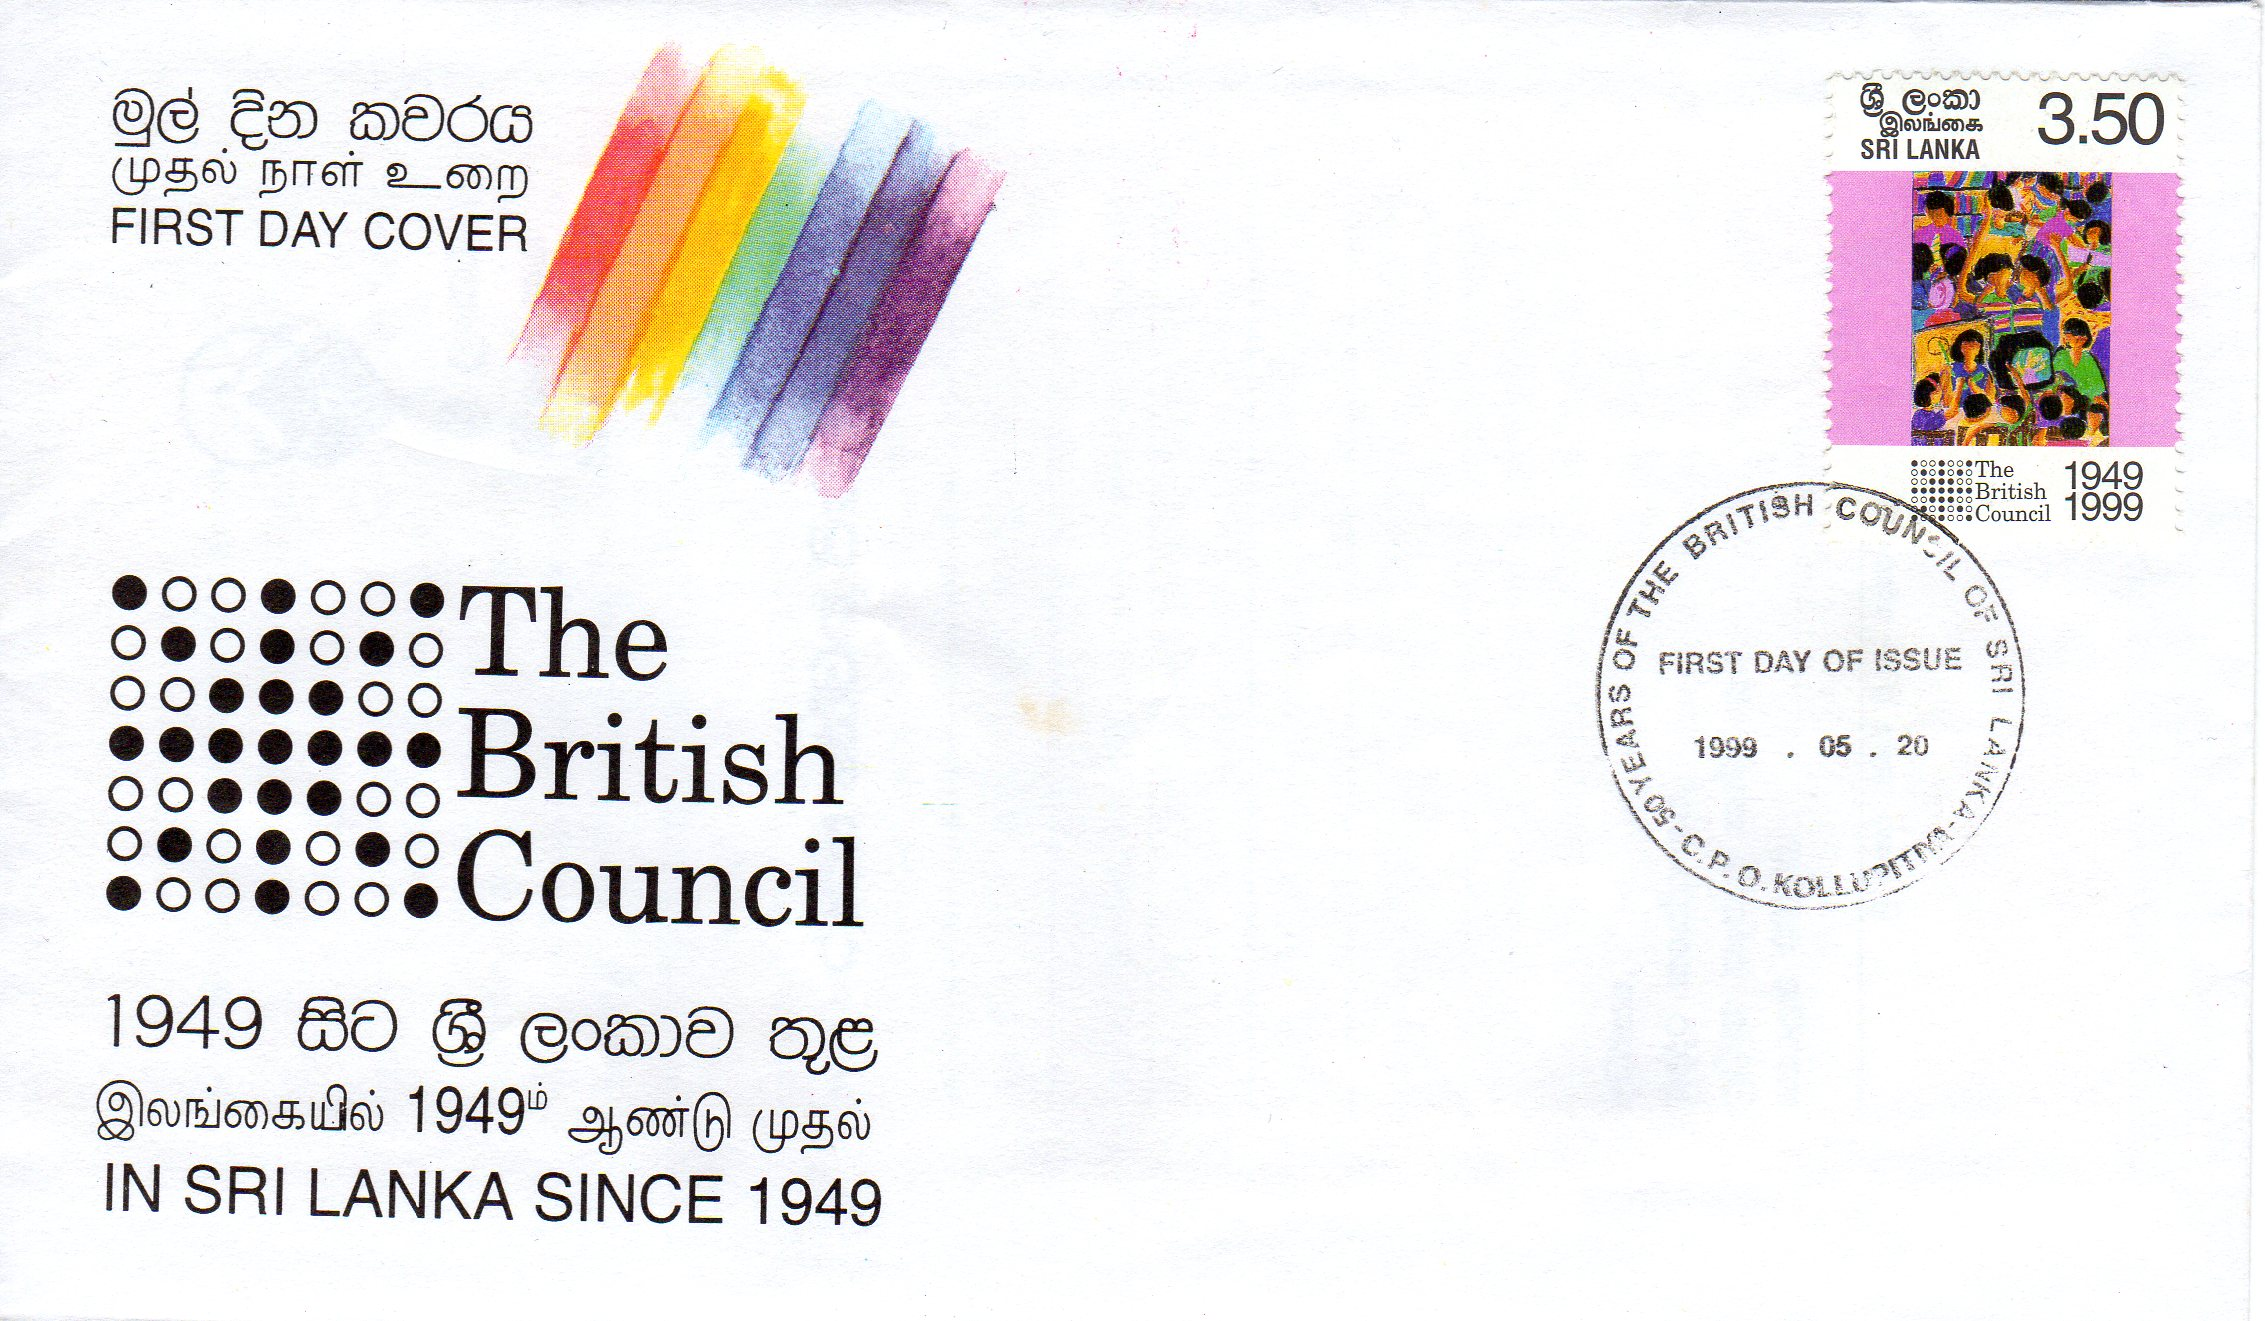 මුල් දින කවරය
முதல் நாள் உறை
FIRST DAY COVER
ශ්‍රී ලංකා
இலங்கை
SRI LANKA
3.50
The
British
Council
1949
1999
50 YEARS OF THE BRITISH COUNCIL OF SRI LANKA
C.P.O. KOLLUPITIYA
FIRST DAY OF ISSUE
1999 . 05 . 20
The
British
Council
1949 සිට ශ්‍රී ලංකාව තුළ
இலங்கையில் 1949ம் ஆண்டு முதல்
IN SRI LANKA SINCE 1949